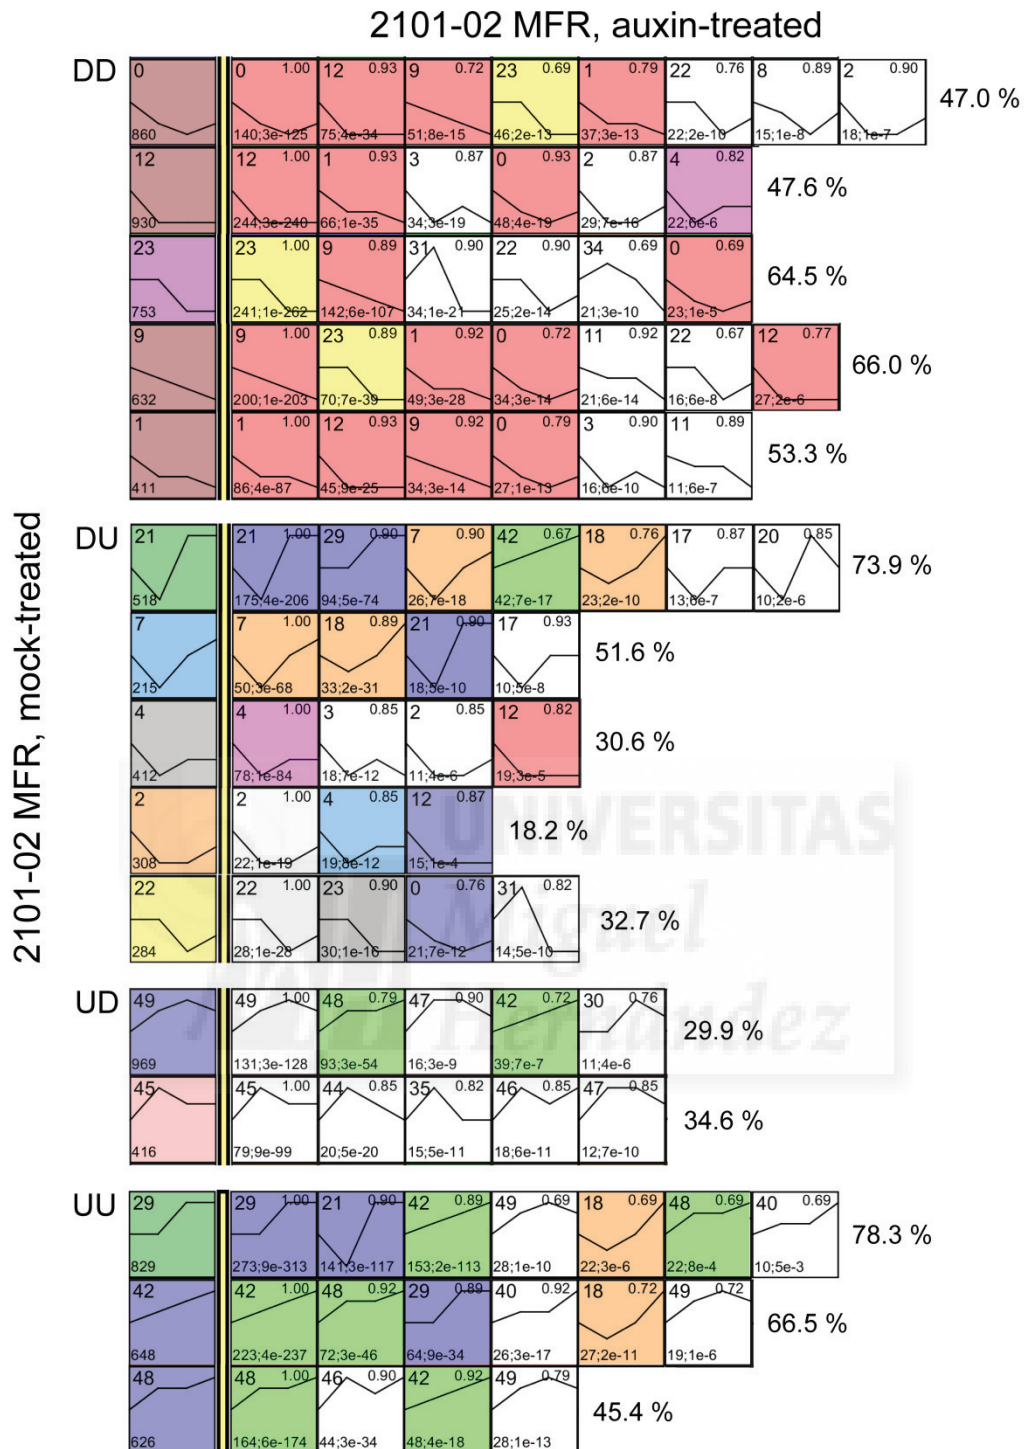 2101-02 MFR, auxin-treated
2101-02 MFR, mock-treated
DD
0 0 1.00 12 0.93 9 0.72 23 0.69 1 0.79 22 0.76 8 0.89 2 0.90
860 140;3e-125 75;4e-34 51;8e-15 46;2e-13 37;3e-13 22;2e-10 15;1e-8 18;1e-7
47.0 %
12 12 1.00 1 0.93 3 0.87 0 0.93 2 0.87 4 0.82
930 244;3e-240 66;1e-35 34;3e-19 48;4e-19 29;7e-16 22;6e-6
47.6 %
23 23 1.00 9 0.89 31 0.90 22 0.90 34 0.69 0 0.69
753 241;1e-262 142;6e-107 34;1e-21 25;2e-14 21;3e-10 23;1e-5
64.5 %
9 9 1.00 23 0.89 1 0.92 0 0.72 11 0.92 22 0.67 12 0.77
632 200;1e-203 70;7e-39 49;3e-28 34;3e-14 21;6e-14 16;6e-8 27;2e-6
66.0 %
1 1 1.00 12 0.93 9 0.92 0 0.79 3 0.90 11 0.89
411 86;4e-87 45;9e-25 34;3e-14 27;1e-13 16;6e-10 11;6e-7
53.3 %
DU
21 21 1.00 29 0.90 7 0.90 42 0.67 18 0.76 17 0.87 20 0.85
518 175;4e-206 94;5e-74 26;7e-18 42;7e-17 23;2e-10 13;6e-7 10;2e-6
73.9 %
7 7 1.00 18 0.89 21 0.90 17 0.93
215 50;3e-68 33;2e-31 18;5e-10 10;5e-8
51.6 %
4 4 1.00 3 0.85 2 0.85 12 0.82
412 78;1e-84 18;7e-12 11;4e-6 19;3e-5
30.6 %
2 2 1.00 4 0.85 12 0.87
308 22;1e-19 19;8e-12 15;1e-4
18.2 %
22 22 1.00 23 0.90 0 0.76 31 0.82
284 28;1e-28 30;1e-16 21;7e-12 14;5e-10
32.7 %
UD
49 49 1.00 48 0.79 47 0.90 42 0.72 30 0.76
969 131;3e-128 93;3e-54 16;3e-9 39;7e-7 11;4e-6
29.9 %
45 45 1.00 44 0.85 35 0.82 46 0.85 47 0.85
416 79;9e-99 20;5e-20 15;5e-11 18;6e-11 12;7e-10
34.6 %
UU
29 29 1.00 21 0.90 42 0.89 49 0.69 18 0.69 48 0.69 40 0.69
829 273;9e-313 141;3e-117 153;2e-113 28;1e-10 22;3e-6 22;8e-4 10;5e-3
78.3 %
42 42 1.00 48 0.92 29 0.89 40 0.92 18 0.72 49 0.72
648 223;4e-237 72;3e-46 64;9e-34 26;3e-17 27;2e-11 19;1e-6
66.5 %
48 48 1.00 46 0.90 42 0.92 49 0.79
626 164;6e-174 44;3e-34 48;4e-18 28;1e-13
45.4 %
UNIVERSITAS
Miguel
Hernández